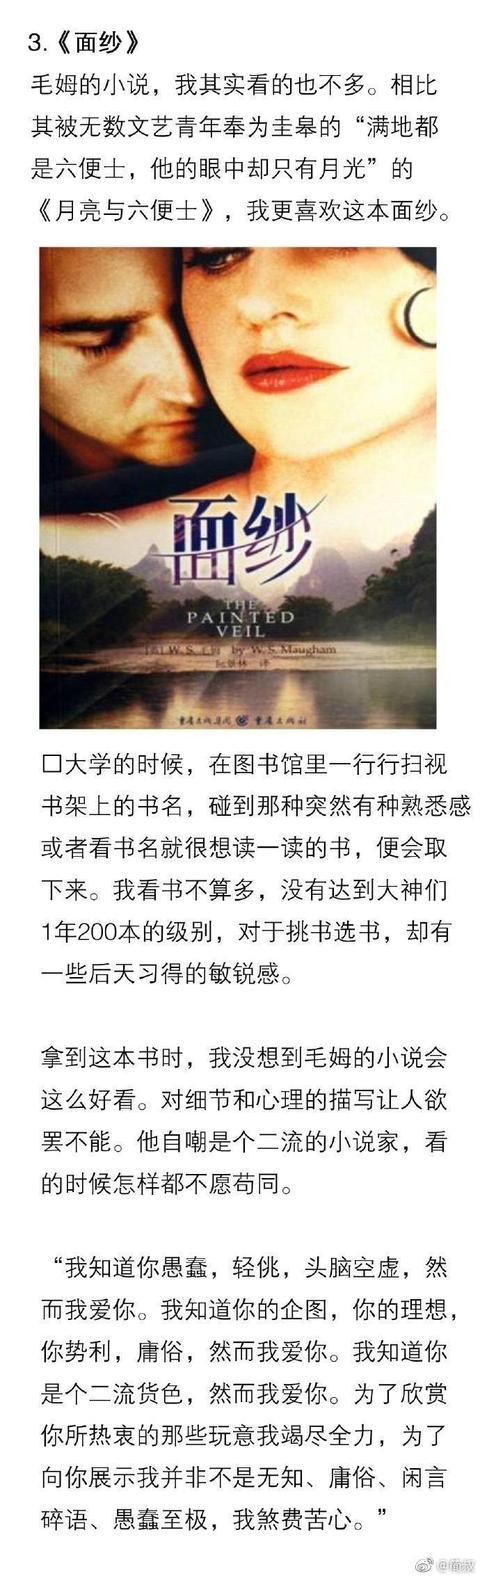 3.《面纱》
毛姆的小说，我其实看的也不多。相比
其被无数文艺青年奉为圭皋的“满地都
是六便士，他的眼中却只有月光”的
《月亮与六便士》，我更喜欢这本面纱。
面纱
THE
PAINTED
VEIL
[英] W. S. 毛姆 by W. S. Maugham
阮景林 译
重庆出版集团 重庆出版社
口大学的时候，在图书馆里一行行扫视
书架上的书名，碰到那种突然有种熟悉感
或者看书名就很想读一读的书，便会取
下来。我看书不算多，没有达到大神们
1年200本的级别，对于挑书选书，却有
一些后天习得的敏锐感。
拿到这本书时，我没想到毛姆的小说会
这么好看。对细节和心理的描写让人欲
罢不能。他自嘲是个二流的小说家，看
的时候怎样都不愿苟同。
“我知道你愚蠢，轻佻，头脑空虚，然
而我爱你。我知道你的企图，你的理想，
你势利，庸俗，然而我爱你。我知道你
是个二流货色，然而我爱你。为了欣赏
你所热衷的那些玩意我竭尽全力，为了
向你展示我并非不是无知、庸俗、闲言
碎语、愚蠢至极，我煞费苦心。”